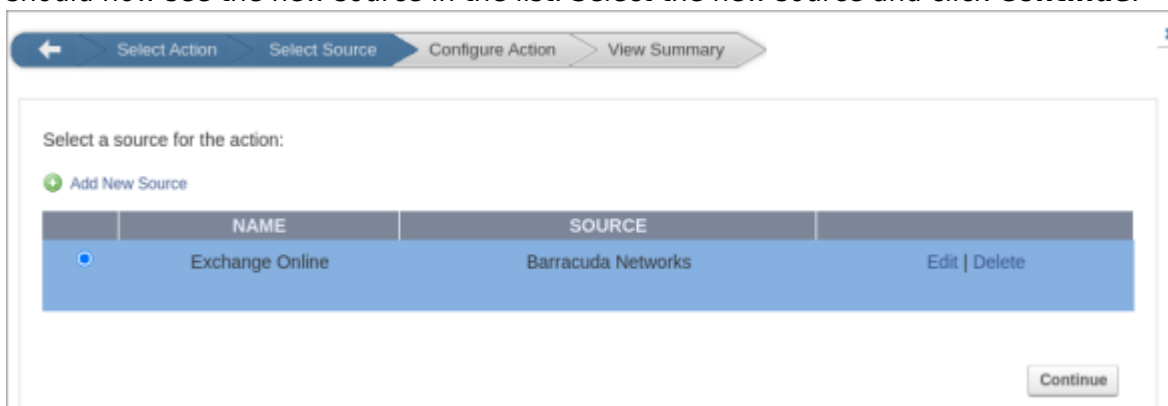 should now see the new source in the list. Select the new source and click Continue.
Select Action Select Source Configure Action View Summary
Select a source for the action:
Add New Source
NAME SOURCE
Exchange Online Barracuda Networks Edit | Delete
Continue